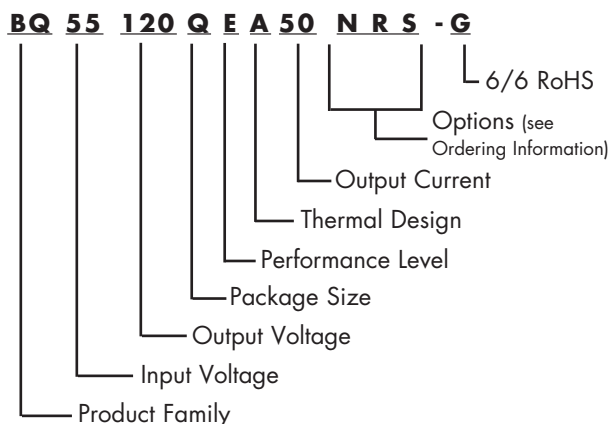 BQ 55 120 Q E A 50 N R S - G
6/6 RoHS
Options (see
Ordering Information)
Output Current
Thermal Design
Performance Level
Package Size
Output Voltage
Input Voltage
Product Family